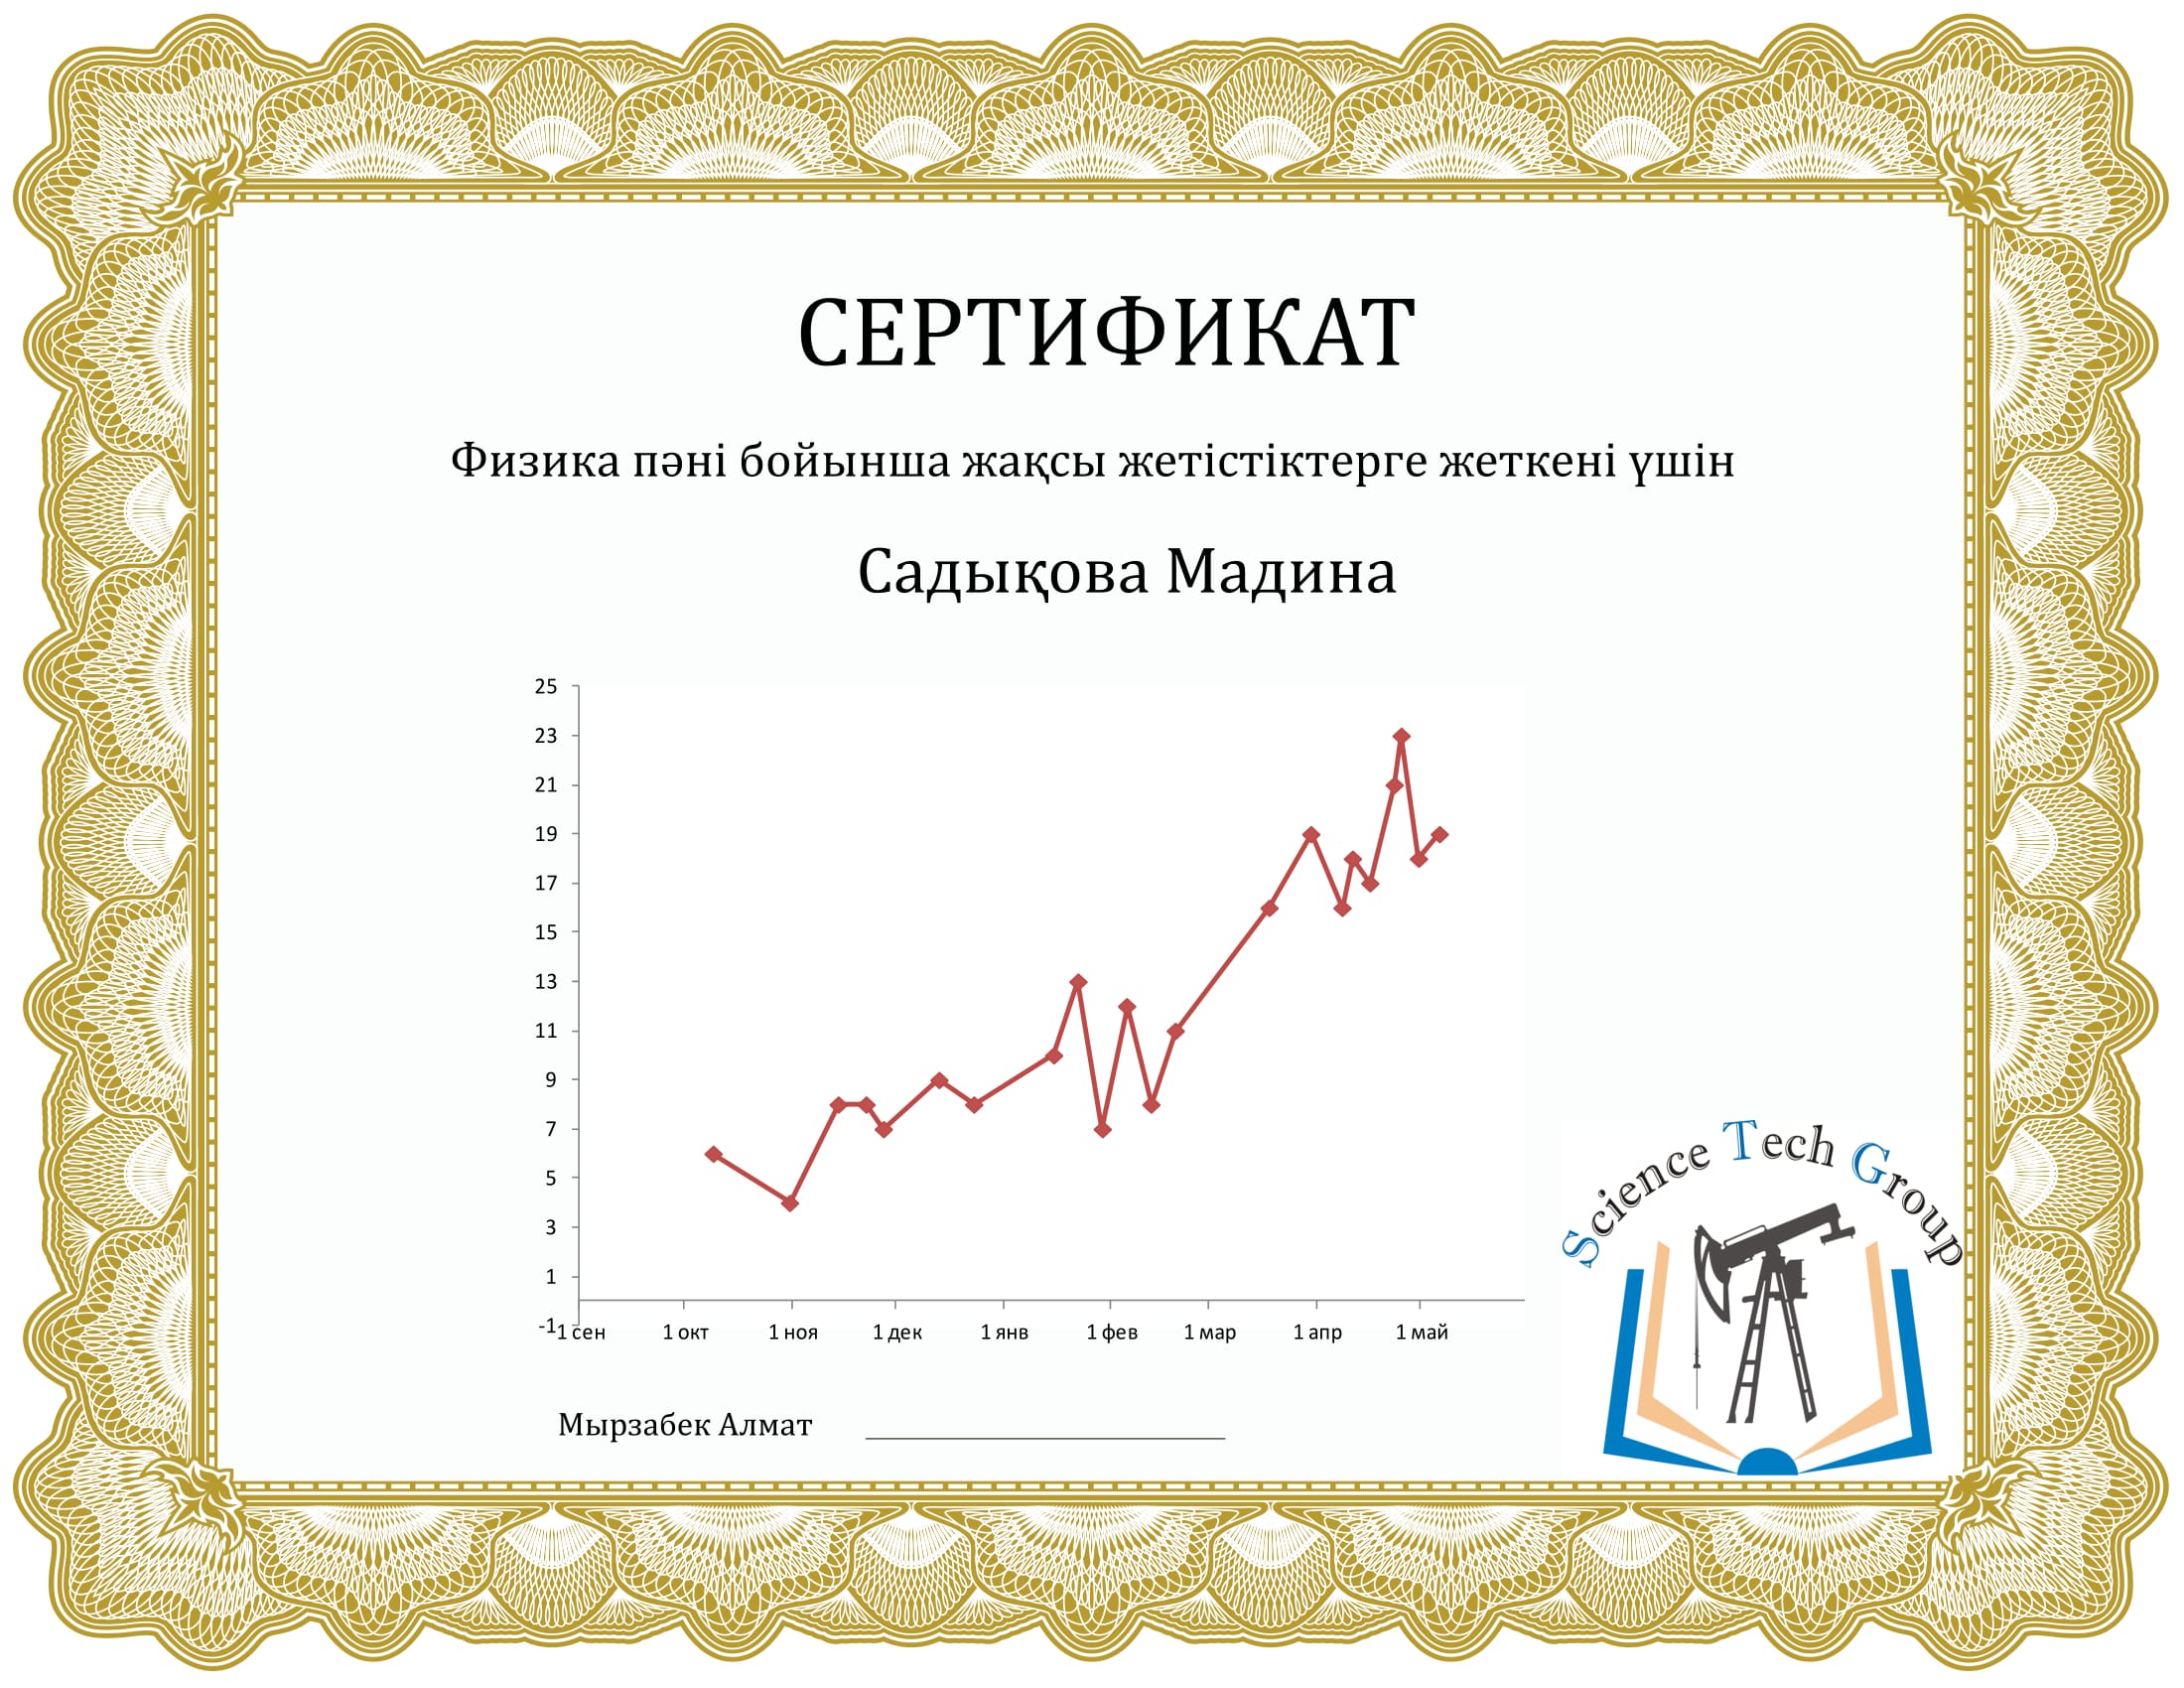 СЕРТИФИКАТ
Физика пәні бойынша жақсы жетістіктерге жеткені үшін
Садықова Мадина
25
23
21
19
17
15
13
11
9
7
5
3
1
-1
1 сен 1 окт 1 ноя 1 дек 1 янв 1 фев 1 мар 1 апр 1 май
Science Tech Group
Мырзабек Алмат